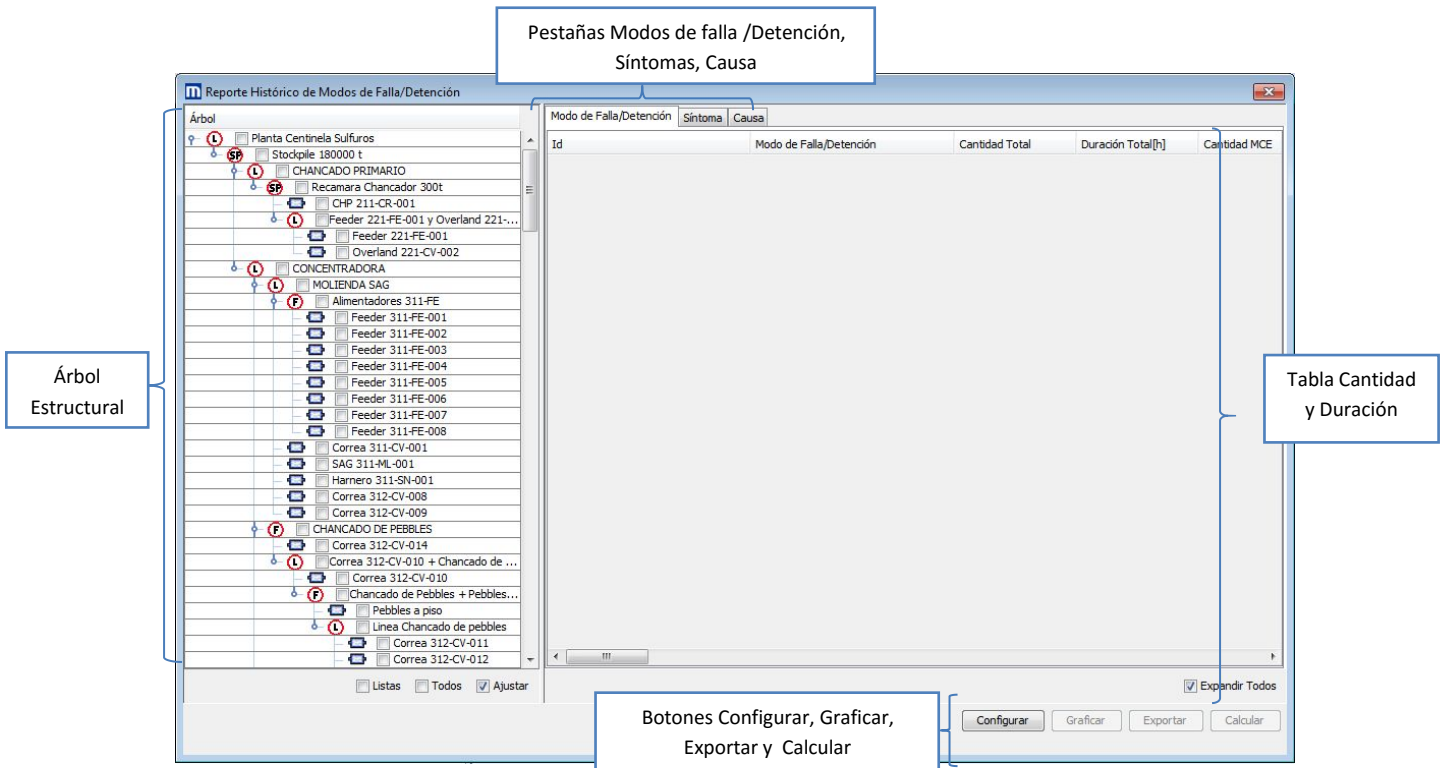 Pestañas Modos de falla /Detención,
Síntomas, Causa
Reporte Histórico de Modos de Falla/Detención
Árbol
Planta Centinela Sulfuros
Stockpile 180000 t
CHANCADO PRIMARIO
Recamara Chancador 300t
CHP 211-CR-001
Feeder 221-FE-001 y Overland 221-...
Feeder 221-FE-001
Overland 221-CV-002
CONCENTRADORA
MOLIENDA SAG
Alimentadores 311-FE
Feeder 311-FE-001
Feeder 311-FE-002
Feeder 311-FE-003
Feeder 311-FE-004
Feeder 311-FE-005
Feeder 311-FE-006
Feeder 311-FE-007
Feeder 311-FE-008
Correa 311-CV-001
SAG 311-ML-001
Harnero 311-SN-001
Correa 312-CV-008
Correa 312-CV-009
CHANCADO DE PEBBLES
Correa 312-CV-014
Correa 312-CV-010 + Chancado de ...
Correa 312-CV-010
Chancado de Pebbles + Pebbles...
Pebbles a piso
Linea Chancado de pebbles
Correa 312-CV-011
Correa 312-CV-012
Listas Todos Ajustar
Modo de Falla/Detención Síntoma Causa
Id Modo de Falla/Detención Cantidad Total Duración Total[h] Cantidad MCE
Expandir Todos
Configurar Graficar Exportar Calcular
Árbol
Estructural
Tabla Cantidad
y Duración
Botones Configurar, Graficar,
Exportar y Calcular